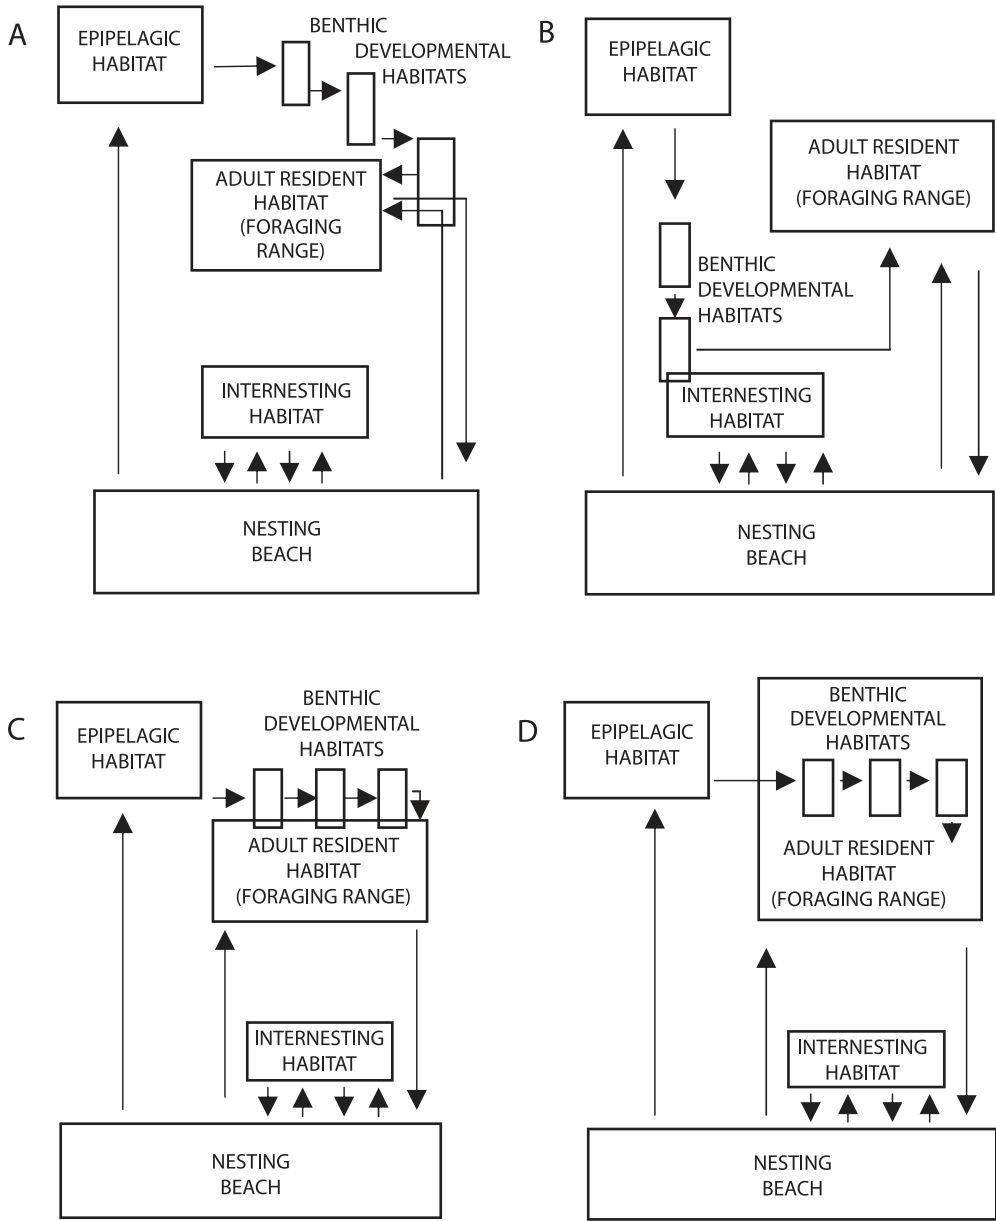 A
EPIPELAGIC
HABITAT
BENTHIC
DEVELOPMENTAL
HABITATS
ADULT RESIDENT
HABITAT
(FORAGING
RANGE)
INTERNESTING
HABITAT
NESTING
BEACH
B
EPIPELAGIC
HABITAT
ADULT RESIDENT
HABITAT
(FORAGING RANGE)
BENTHIC
DEVELOPMENTAL
HABITATS
INTERNESTING
HABITAT
NESTING
BEACH
C
EPIPELAGIC
HABITAT
BENTHIC
DEVELOPMENTAL
HABITATS
ADULT RESIDENT
HABITAT
(FORAGING RANGE)
INTERNESTING
HABITAT
NESTING
BEACH
D
EPIPELAGIC
HABITAT
BENTHIC
DEVELOPMENTAL
HABITATS
ADULT RESIDENT
HABITAT
(FORAGING RANGE)
INTERNESTING
HABITAT
NESTING
BEACH